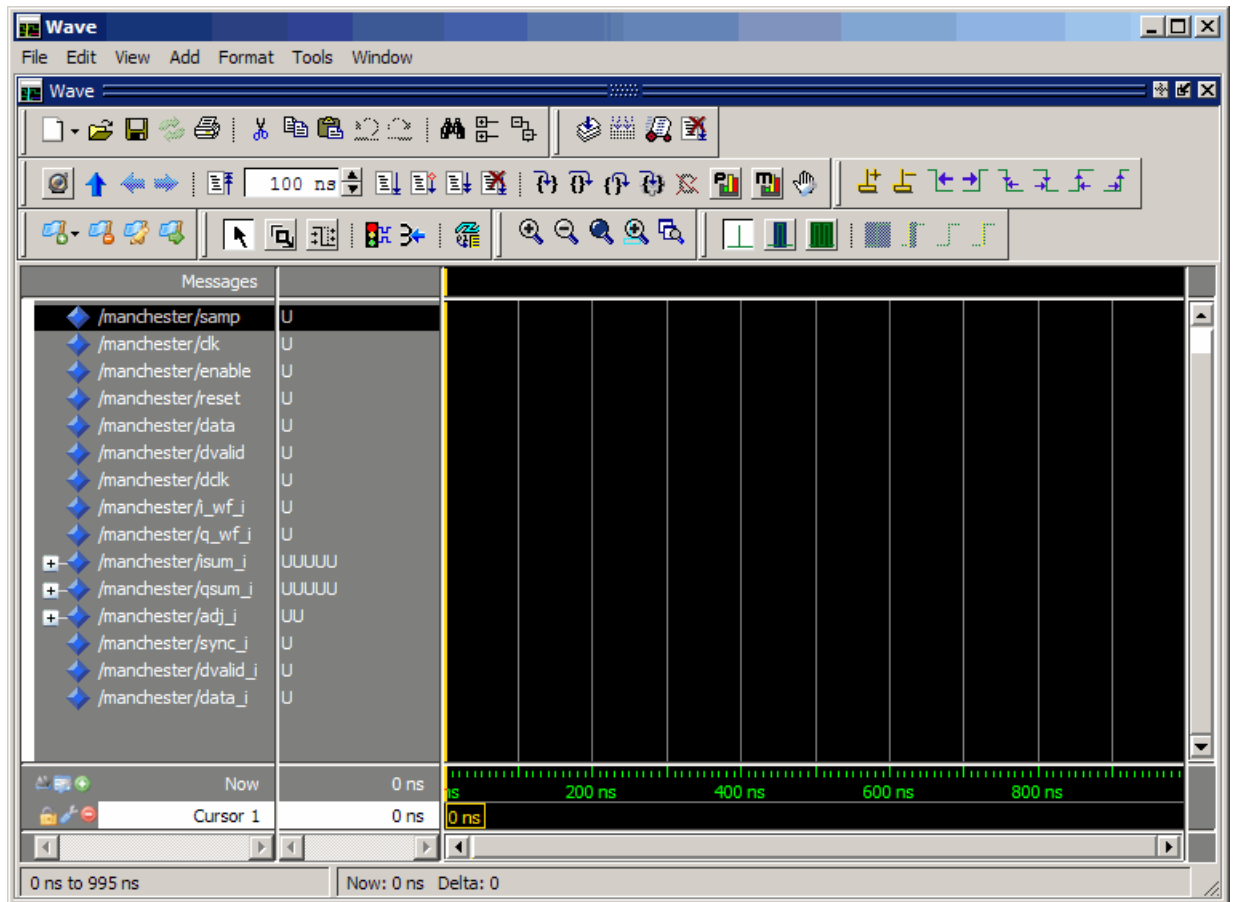 Wave
File Edit View Add Format Tools Window
Wave
100 ns
Messages
/manchester/samp U
/manchester/clk U
/manchester/enable U
/manchester/reset U
/manchester/data U
/manchester/dvalid U
/manchester/dclk U
/manchester/i_wf_i U
/manchester/q_wf_i U
/manchester/isum_i UUUUU
/manchester/qsum_i UUUUU
/manchester/adj_i UU
/manchester/sync_i U
/manchester/dvalid_i U
/manchester/data_i U
Now 0 ns ns 200 ns 400 ns 600 ns 800 ns
Cursor 1 0 ns 0 ns
0 ns to 995 ns Now: 0 ns Delta: 0